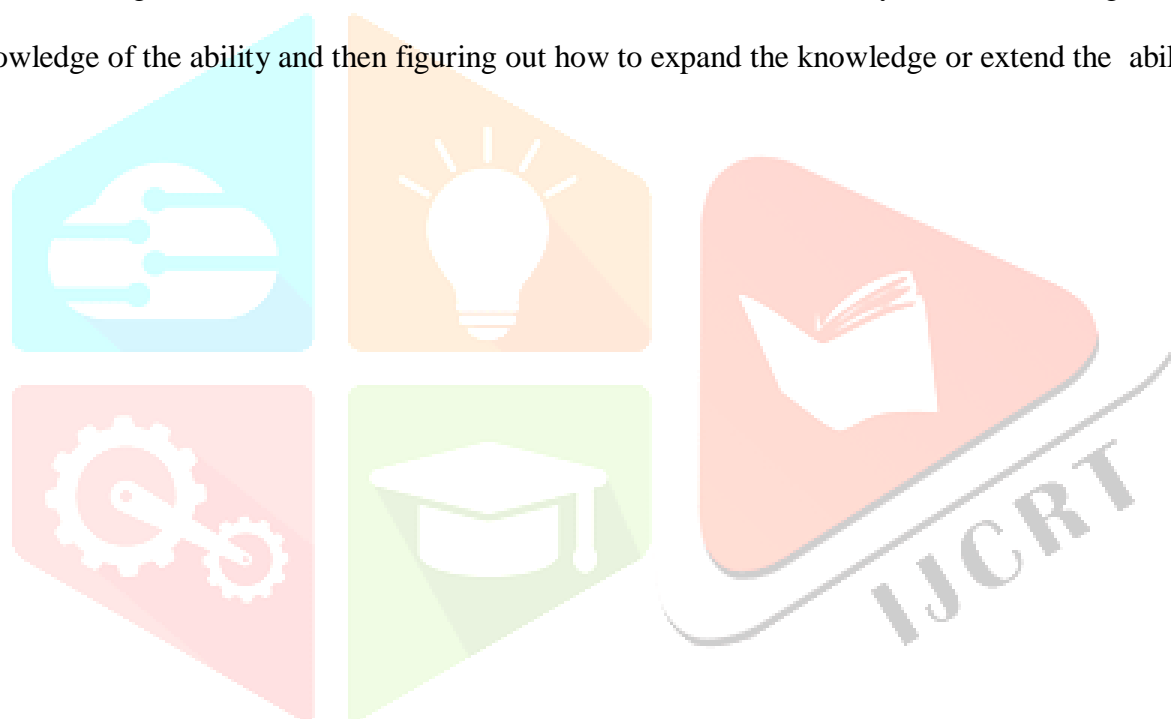 owledge of the ability and then figuring out how to expand the knowledge or extend the abil
IJCRT